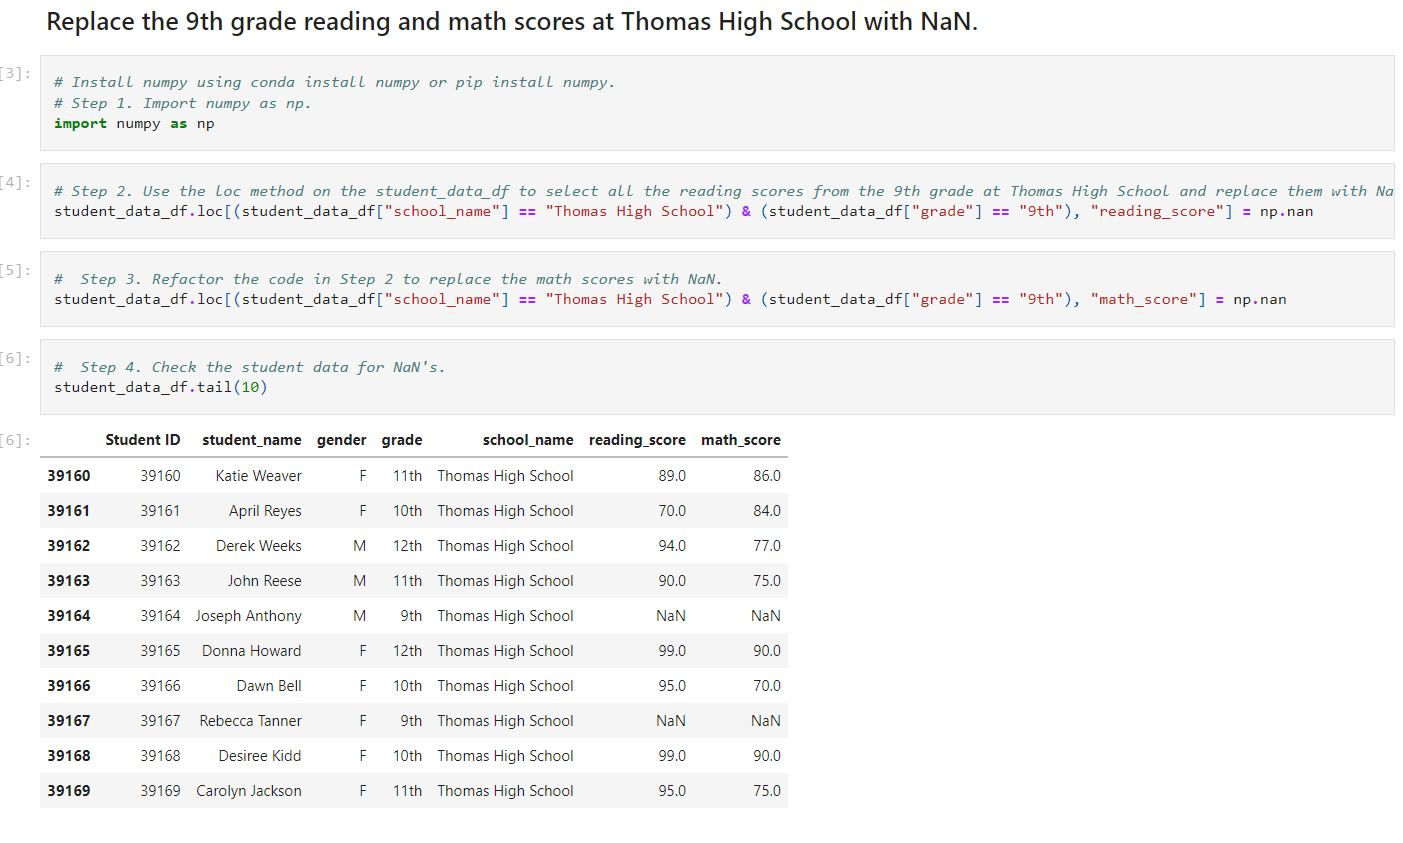 Replace the 9th grade reading and math scores at Thomas High School with NaN.
[3]:
# Install numpy using conda install numpy or pip install numpy.
# Step 1. Import numpy as np.
import numpy as np
[4]:
# Step 2. Use the loc method on the student_data_df to select all the reading scores from the 9th grade at Thomas High School and replace them with Na
student_data_df.loc[(student_data_df["school_name"] == "Thomas High School") & (student_data_df["grade"] == "9th"), "reading_score"] = np.nan
[5]:
#  Step 3. Refactor the code in Step 2 to replace the math scores with NaN.
student_data_df.loc[(student_data_df["school_name"] == "Thomas High School") & (student_data_df["grade"] == "9th"), "math_score"] = np.nan
[6]:
#  Step 4. Check the student data for NaN's.
student_data_df.tail(10)
[6]:
Student ID student_name gender grade school_name reading_score math_score
39160 39160 Katie Weaver F 11th Thomas High School 89.0 86.0
39161 39161 April Reyes F 10th Thomas High School 70.0 84.0
39162 39162 Derek Weeks M 12th Thomas High School 94.0 77.0
39163 39163 John Reese M 11th Thomas High School 90.0 75.0
39164 39164 Joseph Anthony M 9th Thomas High School NaN NaN
39165 39165 Donna Howard F 12th Thomas High School 99.0 90.0
39166 39166 Dawn Bell F 10th Thomas High School 95.0 70.0
39167 39167 Rebecca Tanner F 9th Thomas High School NaN NaN
39168 39168 Desiree Kidd F 10th Thomas High School 99.0 90.0
39169 39169 Carolyn Jackson F 11th Thomas High School 95.0 75.0